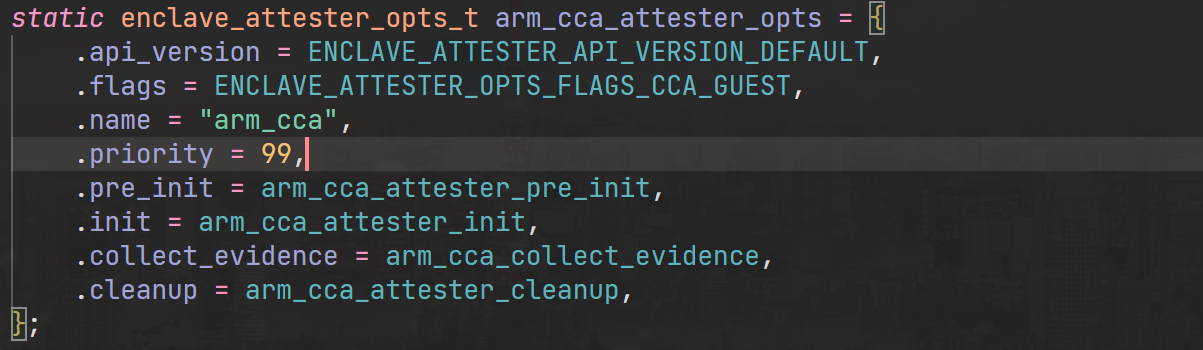 static enclave_attester_opts_t arm_cca_attester_opts = {
    .api_version = ENCLAVE_ATTESTER_API_VERSION_DEFAULT,
    .flags = ENCLAVE_ATTESTER_OPTS_FLAGS_CCA_GUEST,
    .name = "arm_cca",
    .priority = 99,
    .pre_init = arm_cca_attester_pre_init,
    .init = arm_cca_attester_init,
    .collect_evidence = arm_cca_collect_evidence,
    .cleanup = arm_cca_attester_cleanup,
};